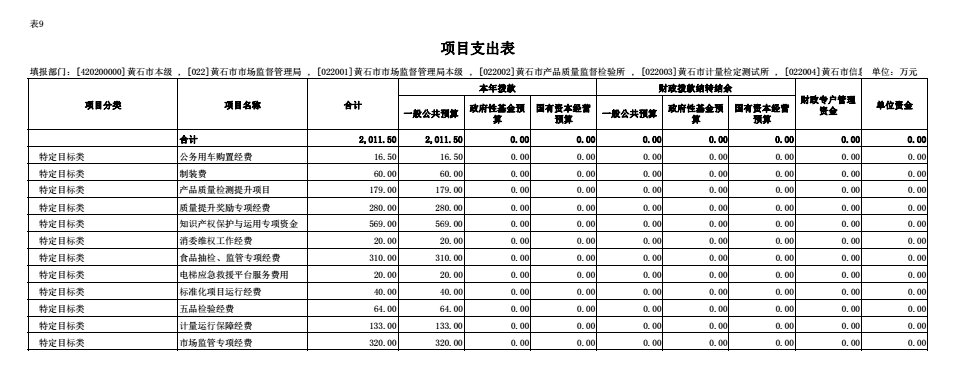 表9
项目支出表
填报部门：[420200000]黄石市本级 , [022]黄石市市场监督管理局 , [022001]黄石市市场监督管理局本级 , [022002]黄石市产品质量监督检验所 , [022003]黄石市计量检定测试所 , [022004]黄石市信息 单位：万元
项目分类 项目名称 合计 本年拨款 财政拨款结转结余 财政专户管理资金 单位资金
一般公共预算 政府性基金预算 国有资本经营预算 一般公共预算 政府性基金预算 国有资本经营预算
合计 2,011.50 2,011.50 0.00 0.00 0.00 0.00 0.00 0.00 0.00
特定目标类 公务用车购置经费 16.50 16.50 0.00 0.00 0.00 0.00 0.00 0.00 0.00
特定目标类 制装费 60.00 60.00 0.00 0.00 0.00 0.00 0.00 0.00 0.00
特定目标类 产品质量检测提升项目 179.00 179.00 0.00 0.00 0.00 0.00 0.00 0.00 0.00
特定目标类 质量提升奖励专项经费 280.00 280.00 0.00 0.00 0.00 0.00 0.00 0.00 0.00
特定目标类 知识产权保护与运用专项资金 569.00 569.00 0.00 0.00 0.00 0.00 0.00 0.00 0.00
特定目标类 消委维权工作经费 20.00 20.00 0.00 0.00 0.00 0.00 0.00 0.00 0.00
特定目标类 食品抽检、监管专项经费 310.00 310.00 0.00 0.00 0.00 0.00 0.00 0.00 0.00
特定目标类 电梯应急救援平台服务费用 20.00 20.00 0.00 0.00 0.00 0.00 0.00 0.00 0.00
特定目标类 标准化项目运行经费 40.00 40.00 0.00 0.00 0.00 0.00 0.00 0.00 0.00
特定目标类 五品检验经费 64.00 64.00 0.00 0.00 0.00 0.00 0.00 0.00 0.00
特定目标类 计量运行保障经费 133.00 133.00 0.00 0.00 0.00 0.00 0.00 0.00 0.00
特定目标类 市场监管专项经费 320.00 320.00 0.00 0.00 0.00 0.00 0.00 0.00 0.00